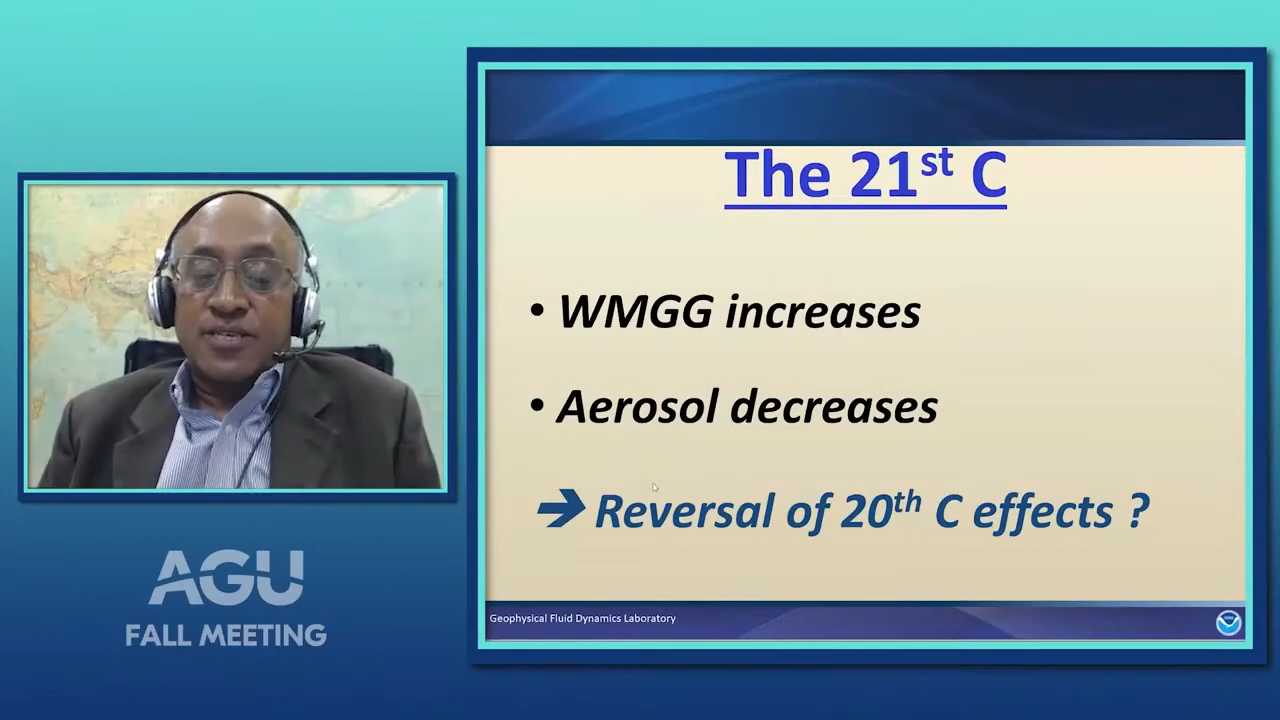 The 21st C
• WMGG increases
• Aerosol decreases
➔ Reversal of 20th C effects ?
Geophysical Fluid Dynamics Laboratory
AGU
FALL MEETING